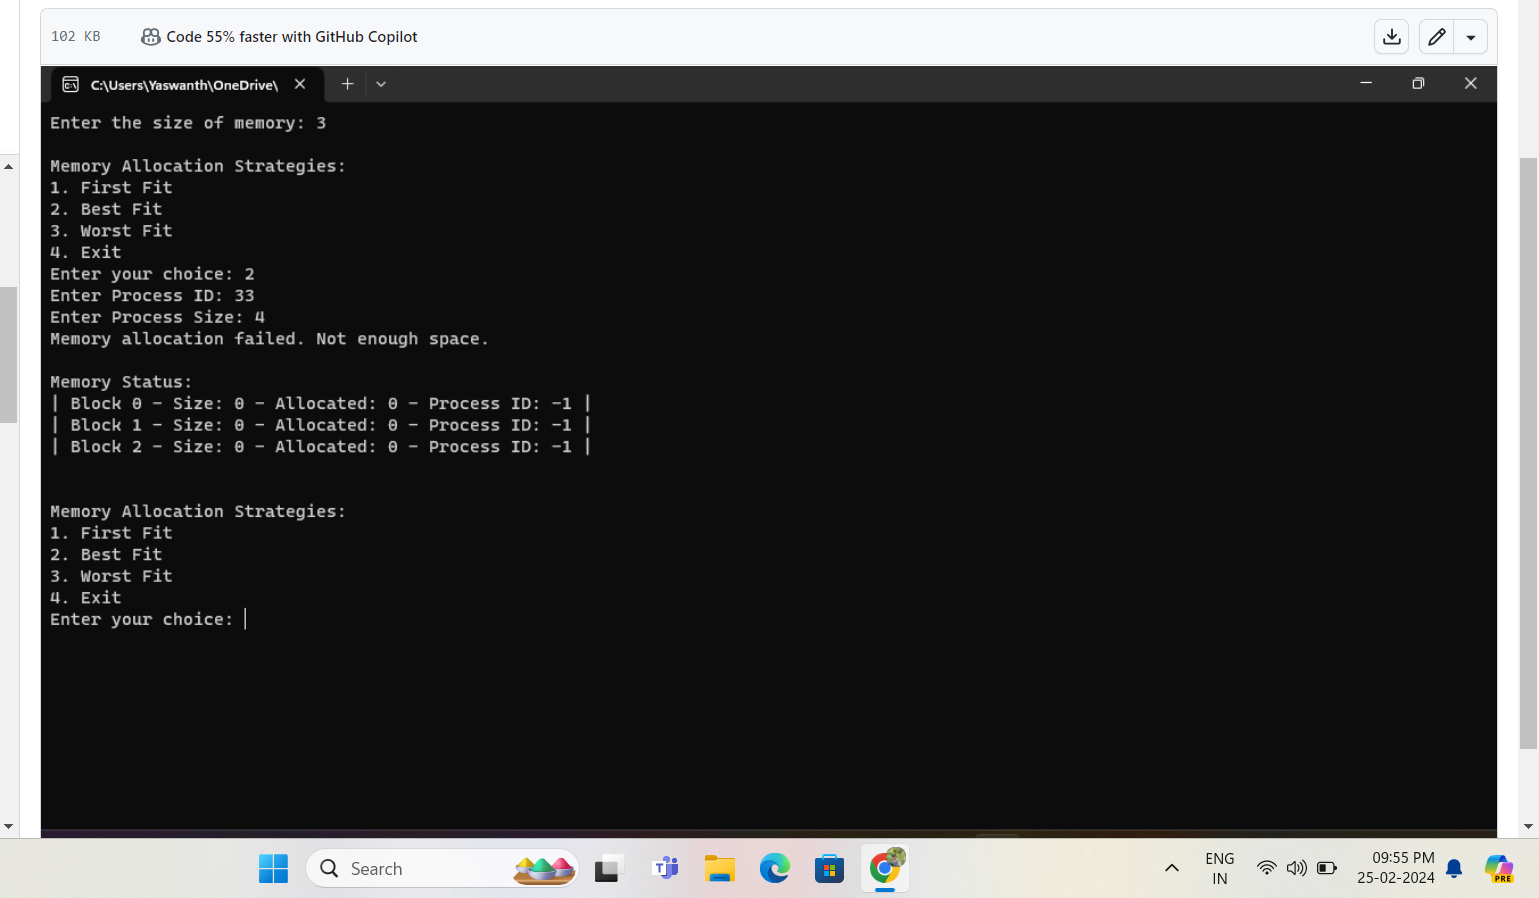 102 KB
Code 55% faster with GitHub Copilot
C:\Users\Yaswanth\OneDrive\
Enter the size of memory: 3
Memory Allocation Strategies:
1. First Fit
2. Best Fit
3. Worst Fit
4. Exit
Enter your choice: 2
Enter Process ID: 33
Enter Process Size: 4
Memory allocation failed. Not enough space.
Memory Status:
| Block 0 - Size: 0 - Allocated: 0 - Process ID: -1 |
| Block 1 - Size: 0 - Allocated: 0 - Process ID: -1 |
| Block 2 - Size: 0 - Allocated: 0 - Process ID: -1 |
Memory Allocation Strategies:
1. First Fit
2. Best Fit
3. Worst Fit
4. Exit
Enter your choice:
Search
ENG
IN
09:55 PM
25-02-2024
PRE